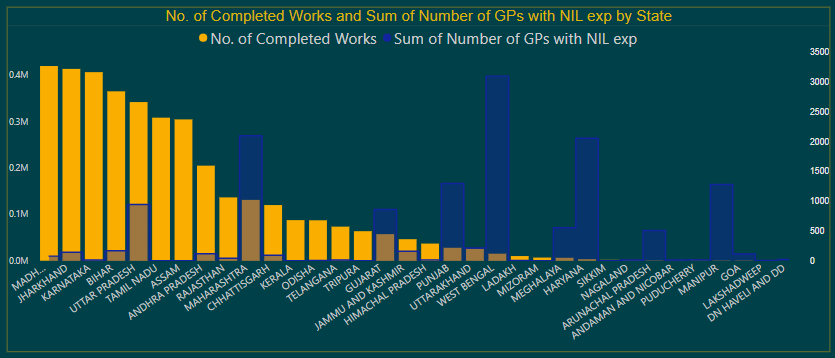 No. of Completed Works and Sum of Number of GPs with NIL exp by State
No. of Completed Works Sum of Number of GPs with NIL exp
3500
0.4M 3000
2500
0.3M
2000
0.2M
1500
1000
0.1M
500
0.0M 0
MADH...
JHARKHAND
KARNATAKA
BIHAR
UTTAR PRADESH
TAMIL NADU
ASSAM
ANDHRA PRADESH
RAJASTHAN
MAHARASHTRA
CHHATTISGARH
KERALA
ODISHA
TELANGANA
TRIPURA
GUJARAT
JAMMU AND KASHMIR
HIMACHAL PRADESH
PUNJAB
UTTARAKHAND
WEST BENGAL
LADAKH
MIZORAM
MEGHALAYA
HARYANA
SIKKIM
NAGALAND
ARUNACHAL PRADESH
ANDAMAN AND NICOBAR
PUDUCHERRY
MANIPUR
GOA
LAKSHADWEEP
DN HAVELI AND DD